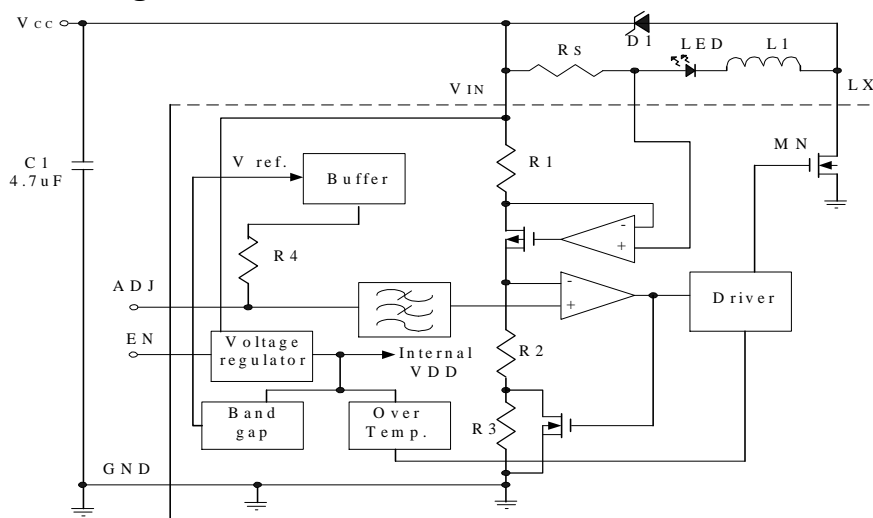 VCC
D1
RS
LED
L1
VIN
LX
C1
4.7uF
V ref.
Buffer
R1
MN
-
+
R4
ADJ
-
+
Driver
EN
Voltage
regulator
Internal
VDD
R2
Band
gap
Over
Temp.
R3
GND